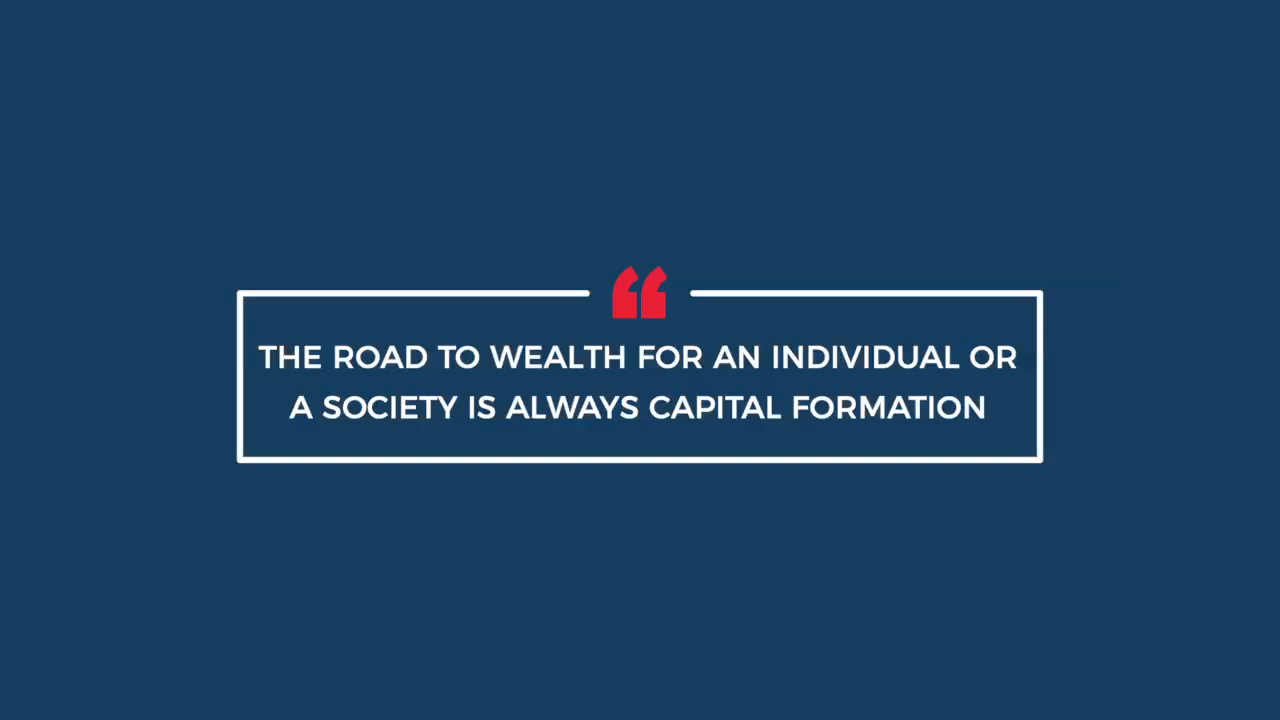 THE ROAD TO WEALTH FOR AN INDIVIDUAL OR
A SOCIETY IS ALWAYS CAPITAL FORMATION